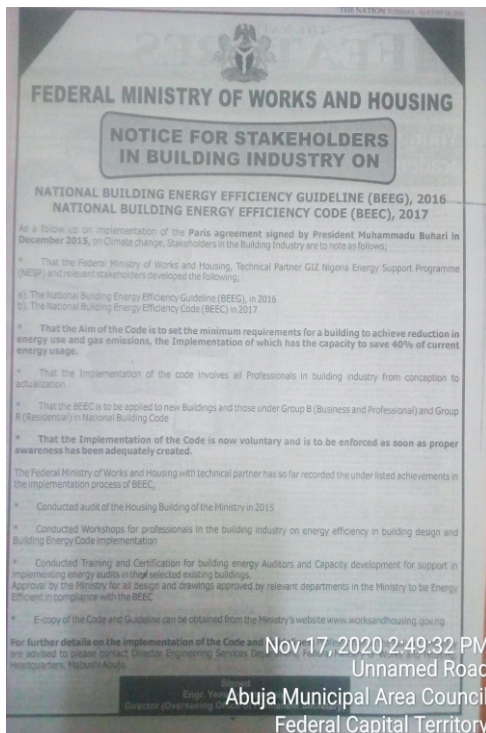 THE NATION
FEDERAL MINISTRY OF WORKS AND HOUSING
NOTICE FOR STAKEHOLDERS
IN BUILDING INDUSTRY ON
NATIONAL BUILDING ENERGY EFFICIENCY GUIDELINE (BEEG), 2016
NATIONAL BUILDING ENERGY EFFICIENCY CODE (BEEC), 2017
As a follow up on implementation of the Paris agreement signed by President Muhammadu Buhari in
December 2015, on Climate change, Stakeholders in the Building Industry are to note as follows;
* That the Federal Ministry of Works and Housing, Technical Partner GIZ Nigeria Energy Support Programme
(NESP) and relevant stakeholders developed the following;
a). The National Building Energy Efficiency Guideline (BEEG), in 2016
b). The National Building Energy Efficiency Code (BEEC) in 2017
* That the Aim of the Code is to set the minimum requirements for a building to achieve reduction in
energy use and gas emissions, the Implementation of which has the capacity to save 40% of current
energy usage.
* That the Implementation of the code involves all Professionals in building industry from conception to
actualization
* That the BEEC is to be applied to new Buildings and those under Group B (Business and Professional) and Group
R (Residential) in National Building Code
* That the Implementation of the Code is now voluntary and is to be enforced as soon as proper
awareness has been adequately created.
The Federal Ministry of Works and Housing with technical partner has so far recorded the under listed achievements in
the implementation process of BEEC;
* Conducted audit of the Housing Building of the Ministry in 2015
* Conducted Workshops for professionals in the building industry on energy efficiency in building design and
Building Energy Code Implementation
* Conducted Training and Certification for building energy Auditors and Capacity development for support in
implementing energy audits in the selected existing buildings.
Approval by the Ministry for all design and drawings approved by relevant departments in the Ministry to be Energy
Efficient in compliance with the BEEC
* E-copy of the Code and Guideline can be obtained from the Ministry's website www.worksandhousing.gov.ng
For further details on the implementation of the Code and
are advised to please contact Director Engineering Services
Headquarters, Mabushi Abuja.
Signed
Engr.
Director (Overseeing Office of
Nov 17, 2020 2:49:32 PM
Unnamed Road
Abuja Municipal Area Council
Federal Capital Territory